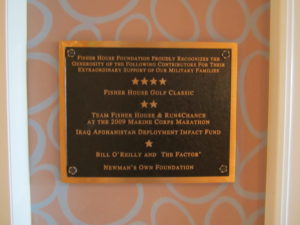 Fisher House Foundation Proudly Recognizes the
Generosity of the Following Contributors For Their
Extraordinary Support of Our Military Families
Fisher House Golf Classic
Team Fisher House & Run4Chance
at the 2009 Marine Corps Marathon
Iraq Afghanistan Deployment Impact Fund
Bill O'Reilly and "The Factor"
Newman's Own Foundation